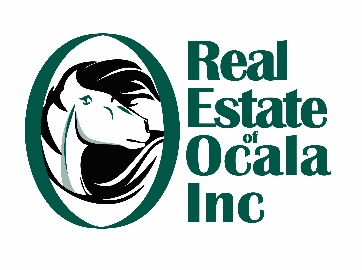 Real
Estate
of
Ocala
Inc